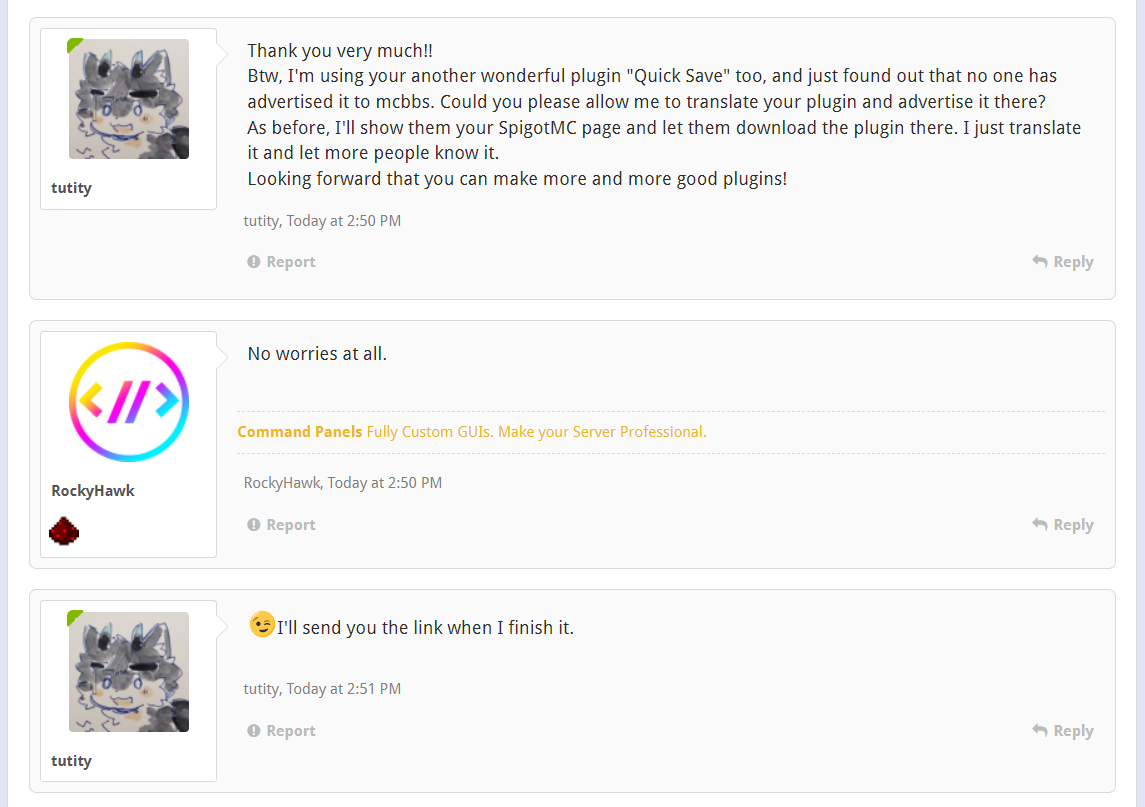 Thank you very much!!
Btw, I'm using your another wonderful plugin "Quick Save" too, and just found out that no one has
advertised it to mcbbs. Could you please allow me to translate your plugin and advertise it there?
As before, I'll show them your SpigotMC page and let them download the plugin there. I just translate
it and let more people know it.
Looking forward that you can make more and more good plugins!
tutity
tutity, Today at 2:50 PM
Report
Reply
No worries at all.
Command Panels Fully Custom GUIs. Make your Server Professional.
RockyHawk
RockyHawk, Today at 2:50 PM
Report
Reply
😉I'll send you the link when I finish it.
tutity, Today at 2:51 PM
Report
Reply
tutity